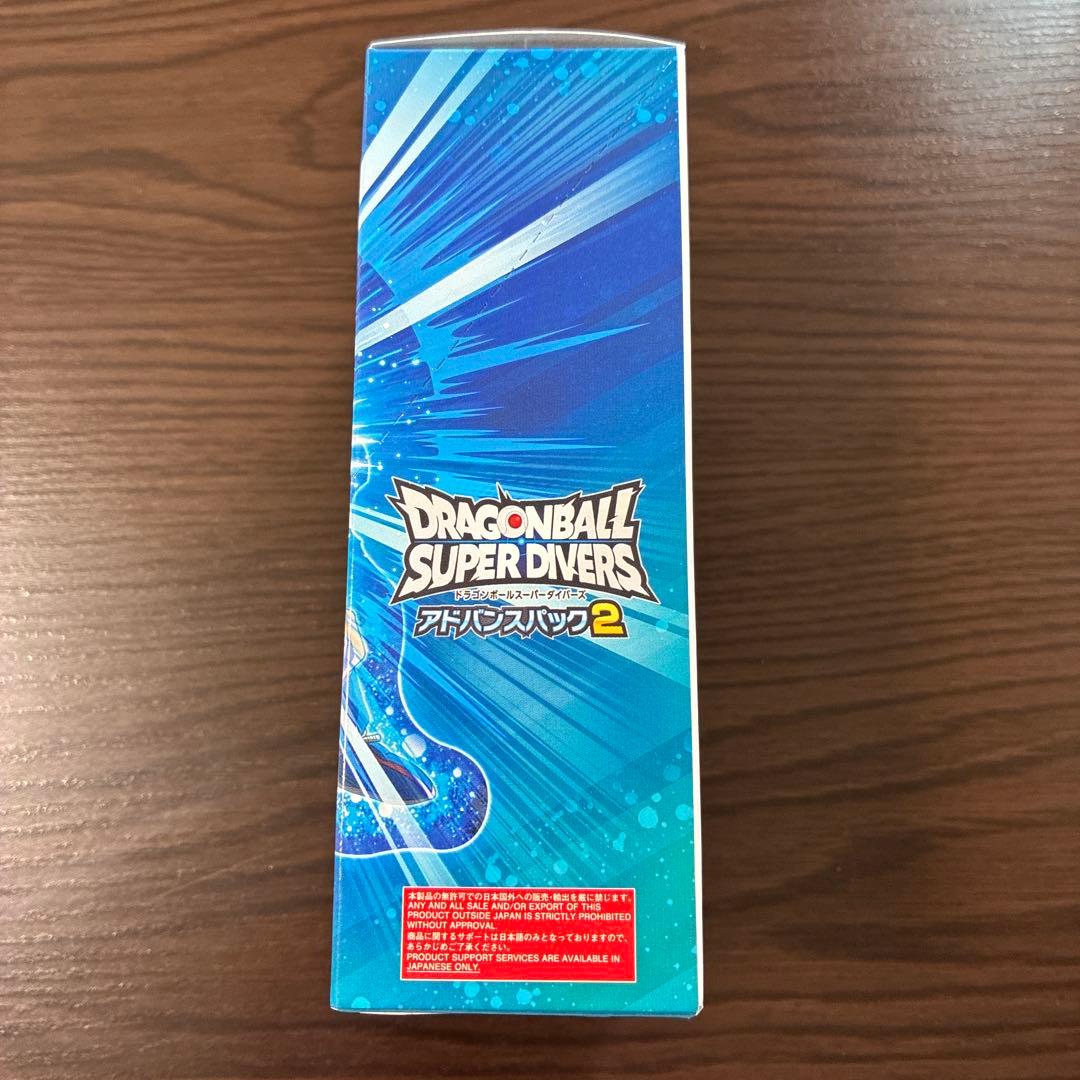 DRAGONBALL
SUPER DIVERS
ドラゴンボールスーパーダイバーズ
アドバンスパック2
本製品の無許可での日本国外への販売・輸出を厳に禁じます。
ANY AND ALL SALE AND/OR EXPORT OF THIS
PRODUCT OUTSIDE JAPAN IS STRICTLY PROHIBITED
WITHOUT APPROVAL.
商品に関するサポートは日本語のみとなっておりますので、
あらかじめご了承ください。
PRODUCT SUPPORT SERVICES ARE AVAILABLE IN
JAPANESE ONLY.